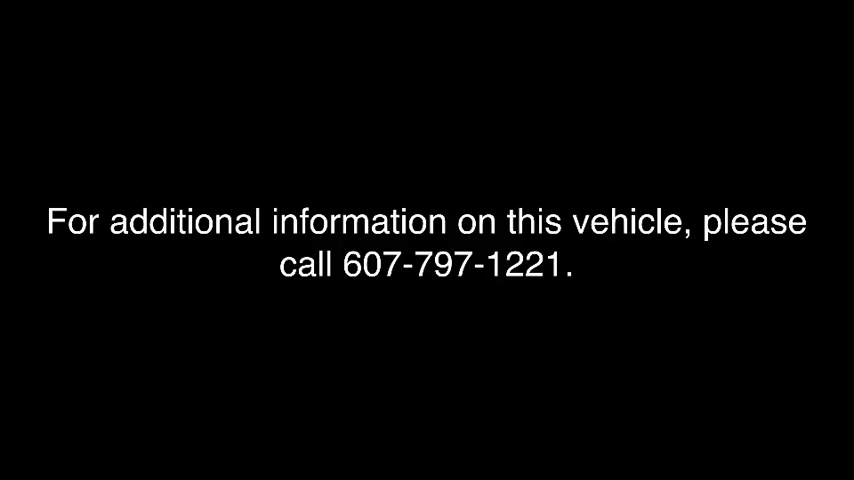 For additional information on this vehicle, please
call 607-797-1221.